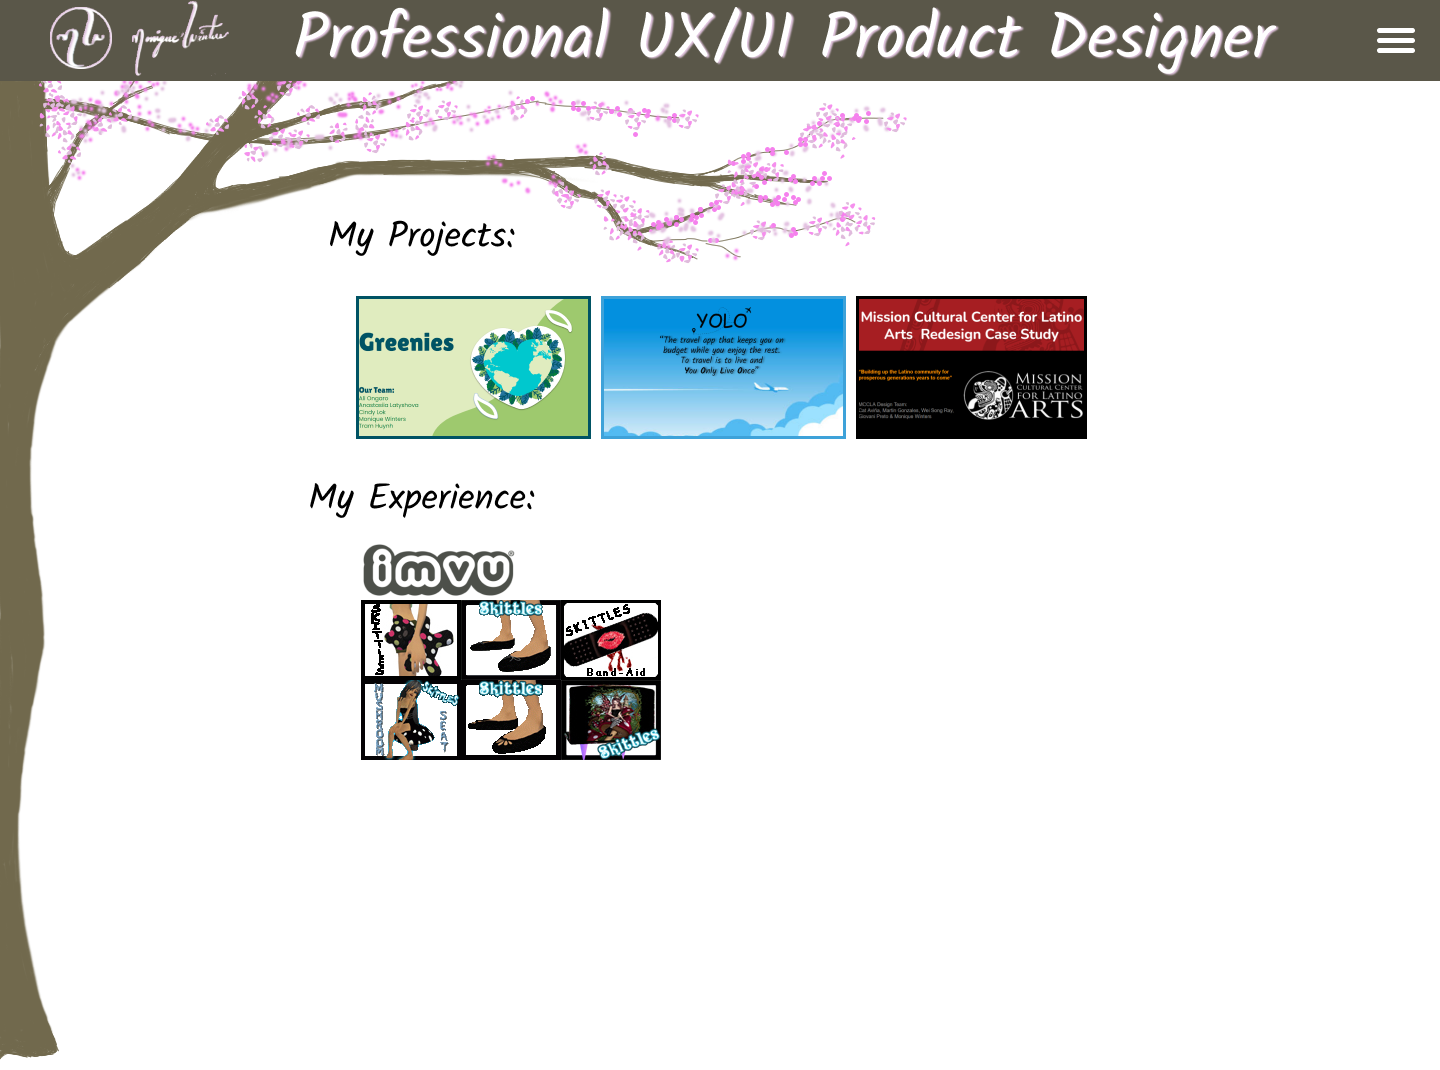 Monique Winters
Professional UX/UI Product Designer
My Projects:
Greenies
Our Team:
Ali Ongaro
Anastasiia Latyshova
Cindy Lok
Monique Winters
Tram Huynh
YOLO
"The travel app that keeps you on
budget while you enjoy the rest.
To travel is to live and
You Only Live Once"
Mission Cultural Center for Latino
Arts Redesign Case Study
"Building up the Latino community for
prosperous generations years to come"
MCCLA Design Team:
Cat Aviña, Martin Gonzalez, Wei Song Ray,
Giovani Prato & Monique Winters
MISSION
CULTURAL CENTER
FOR LATINO
ARTS
My Experience:
imvu®
SKITTLES
Skittles
SKITTLES
Band-Aid
MUSHROOM
Skittles
SEAT
Skittles
Skittles